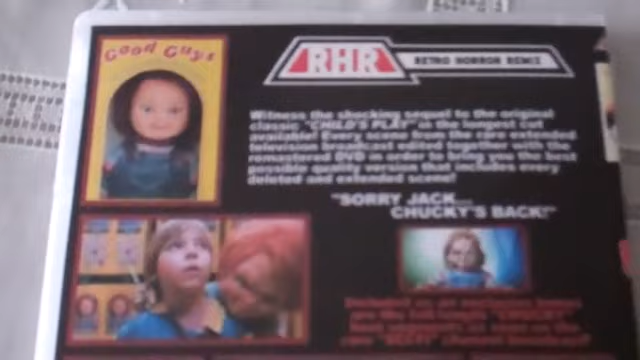 Good Guys
RHR
RETRO HORROR REMIX
Witness the shocking sequel to the original
classic "CHILD'S PLAY" in the longest cut
available! Every scene from the rare extended
television broadcast edited together with the
remastered DVD in order to bring you the best
possible quality version that includes every
deleted and extended scene!
"SORRY JACK...
CHUCKY'S BACK!"